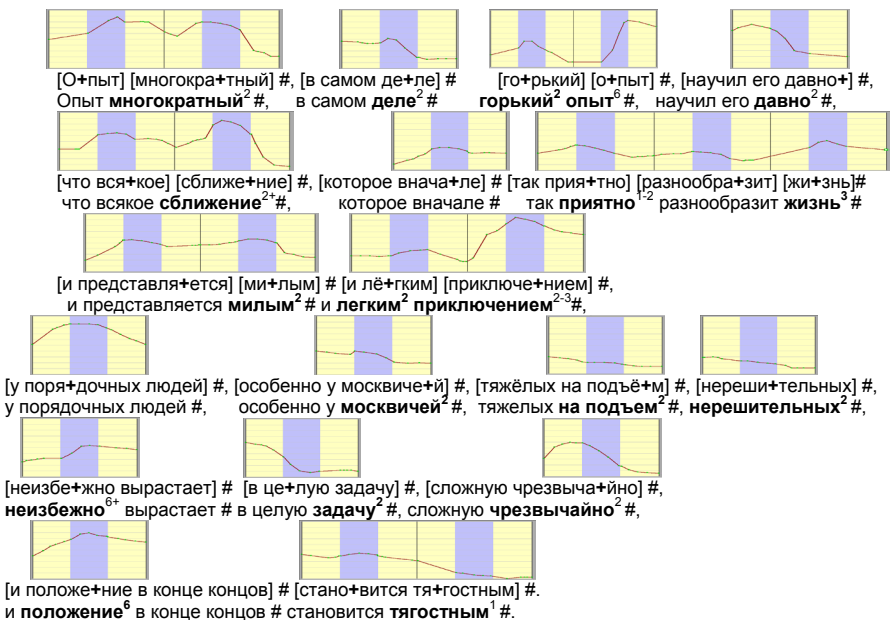 [О+пыт] [многокра+тный] #, [в самом де+ле] # [го+рький] [о+пыт] #, [научил его давно+] #,
Опыт многократный² #, в самом деле² # горький² опыт⁶ #, научил его давно² #,
[что вся+кое] [сближе+ние] #, [которое внача+ле] # [так прия+тно] [разнообра+зит] [жи+знь]#
что всякое сближение²⁺#, которое вначале # так приятно¹⁻² разнообразит жизнь³ #
[и представля+ется] [ми+лым] # [и лё+гким] [приключе+нием] #,
и представляется милым² # и легким² приключением²⁻³#,
[у поря+дочных людей] #, [особенно у москвиче+й] #, [тяжёлых на подъё+м] #, [нереши+тельных] #,
у порядочных людей #, особенно у москвичей² #, тяжелых на подъем² #, нерешительных² #,
[неизбе+жно вырастает] # [в це+лую задачу] #, [сложную чрезвыча+йно] #,
неизбежно⁶⁺ вырастает # в целую задачу² #, сложную чрезвычайно² #,
[и положе+ние в конце концов] # [стано+вится тя+гостным] #.
и положение⁶ в конце концов # становится тягостным¹ #.